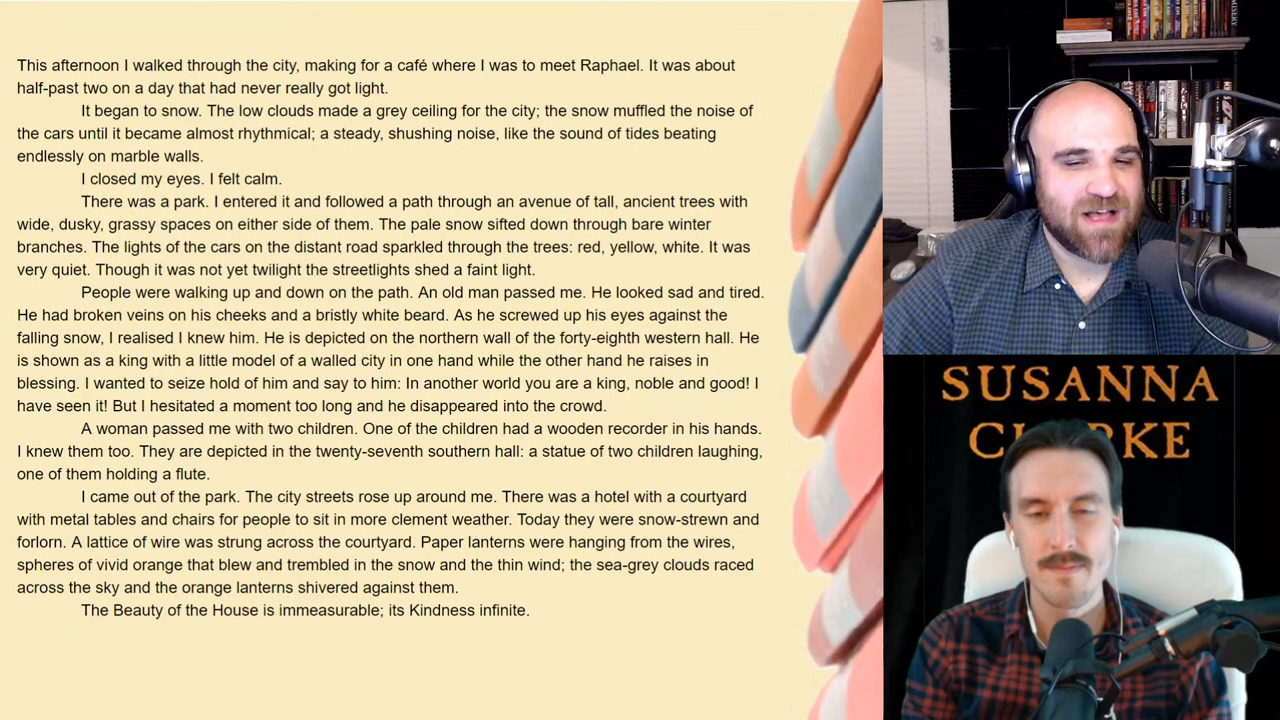 This afternoon I walked through the city, making for a café where I was to meet Raphael. It was about
half-past two on a day that had never really got light.
It began to snow. The low clouds made a grey ceiling for the city; the snow muffled the noise of
the cars until it became almost rhythmical; a steady, shushing noise, like the sound of tides beating
endlessly on marble walls.
I closed my eyes. I felt calm.
There was a park. I entered it and followed a path through an avenue of tall, ancient trees with
wide, dusky, grassy spaces on either side of them. The pale snow sifted down through bare winter
branches. The lights of the cars on the distant road sparkled through the trees: red, yellow, white. It was
very quiet. Though it was not yet twilight the streetlights shed a faint light.
People were walking up and down on the path. An old man passed me. He looked sad and tired.
He had broken veins on his cheeks and a bristly white beard. As he screwed up his eyes against the
falling snow, I realised I knew him. He is depicted on the northern wall of the forty-eighth western hall. He
is shown as a king with a little model of a walled city in one hand while the other hand he raises in
blessing. I wanted to seize hold of him and say to him: In another world you are a king, noble and good! I
have seen it! But I hesitated a moment too long and he disappeared into the crowd.
A woman passed me with two children. One of the children had a wooden recorder in his hands.
I knew them too. They are depicted in the twenty-seventh southern hall: a statue of two children laughing,
one of them holding a flute.
I came out of the park. The city streets rose up around me. There was a hotel with a courtyard
with metal tables and chairs for people to sit in more clement weather. Today they were snow-strewn and
forlorn. A lattice of wire was strung across the courtyard. Paper lanterns were hanging from the wires,
spheres of vivid orange that blew and trembled in the snow and the thin wind; the sea-grey clouds raced
across the sky and the orange lanterns shivered against them.
The Beauty of the House is immeasurable; its Kindness infinite.
MISERY
SUSANNA